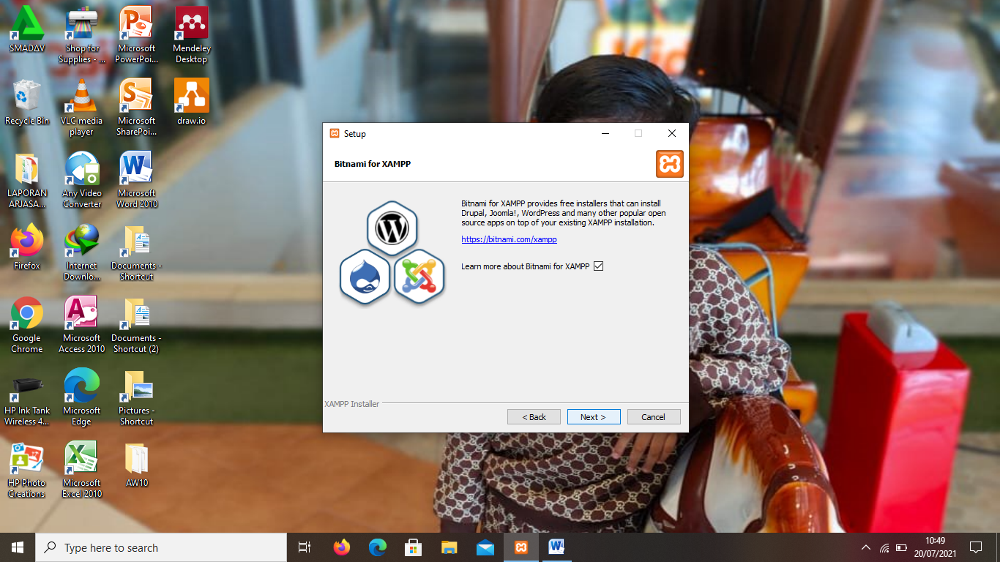 SMADΔV
Shop for
Supplies - ...
Microsoft
PowerPoi...
Mendeley
Desktop
Recycle Bin
VLC media
player
Microsoft
SharePoi...
draw.io
LAPORAN
ARJASA...
Any Video
Converter
Microsoft
Word 2010
Firefox
Internet
Downlo...
Documents -
Shortcut
Google
Chrome
Microsoft
Access 2010
Documents -
Shortcut (2)
HP Ink Tank
Wireless 4...
Microsoft
Edge
Pictures -
Shortcut
HP Photo
Creations
Microsoft
Excel 2010
AW10
Setup
Bitnami for XAMPP
Bitnami for XAMPP provides free installers that can install
Drupal, Joomla!, WordPress and many other popular open
source apps on top of your existing XAMPP installation.
https://bitnami.com/xampp
Learn more about Bitnami for XAMPP
XAMPP Installer
< Back
Next >
Cancel
Type here to search
10:49
20/07/2021